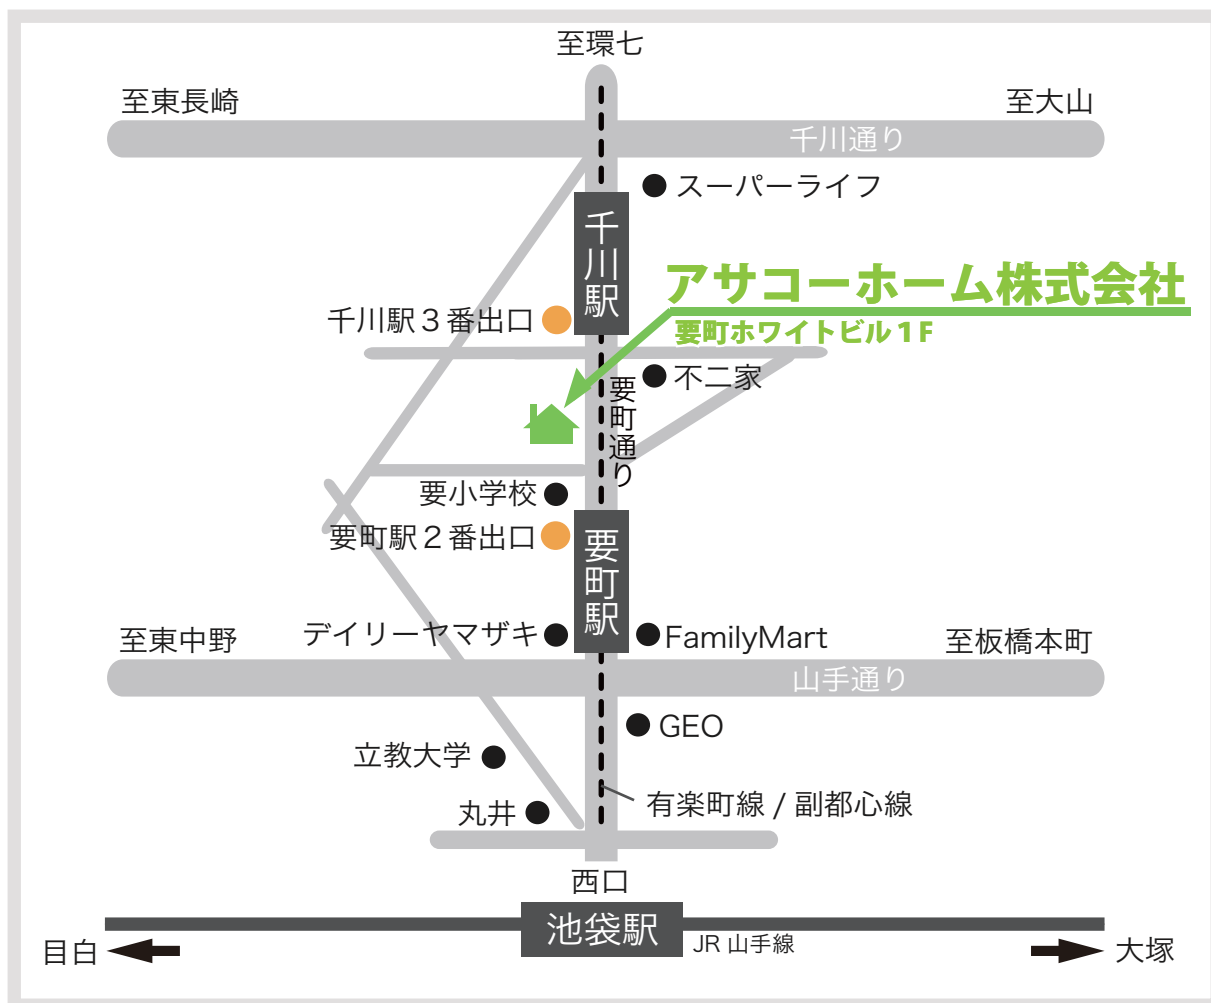 至環七
至東長崎
至大山
千川通り
スーパーライフ
千川駅
アサコーホーム株式会社
要町ホワイトビル1F
千川駅3番出口
不二家
要町通り
要小学校
要町駅2番出口
要町駅
デイリーヤマザキ
FamilyMart
至東中野
至板橋本町
山手通り
GEO
立教大学
有楽町線 / 副都心線
丸井
西口
池袋駅
JR 山手線
目白
大塚